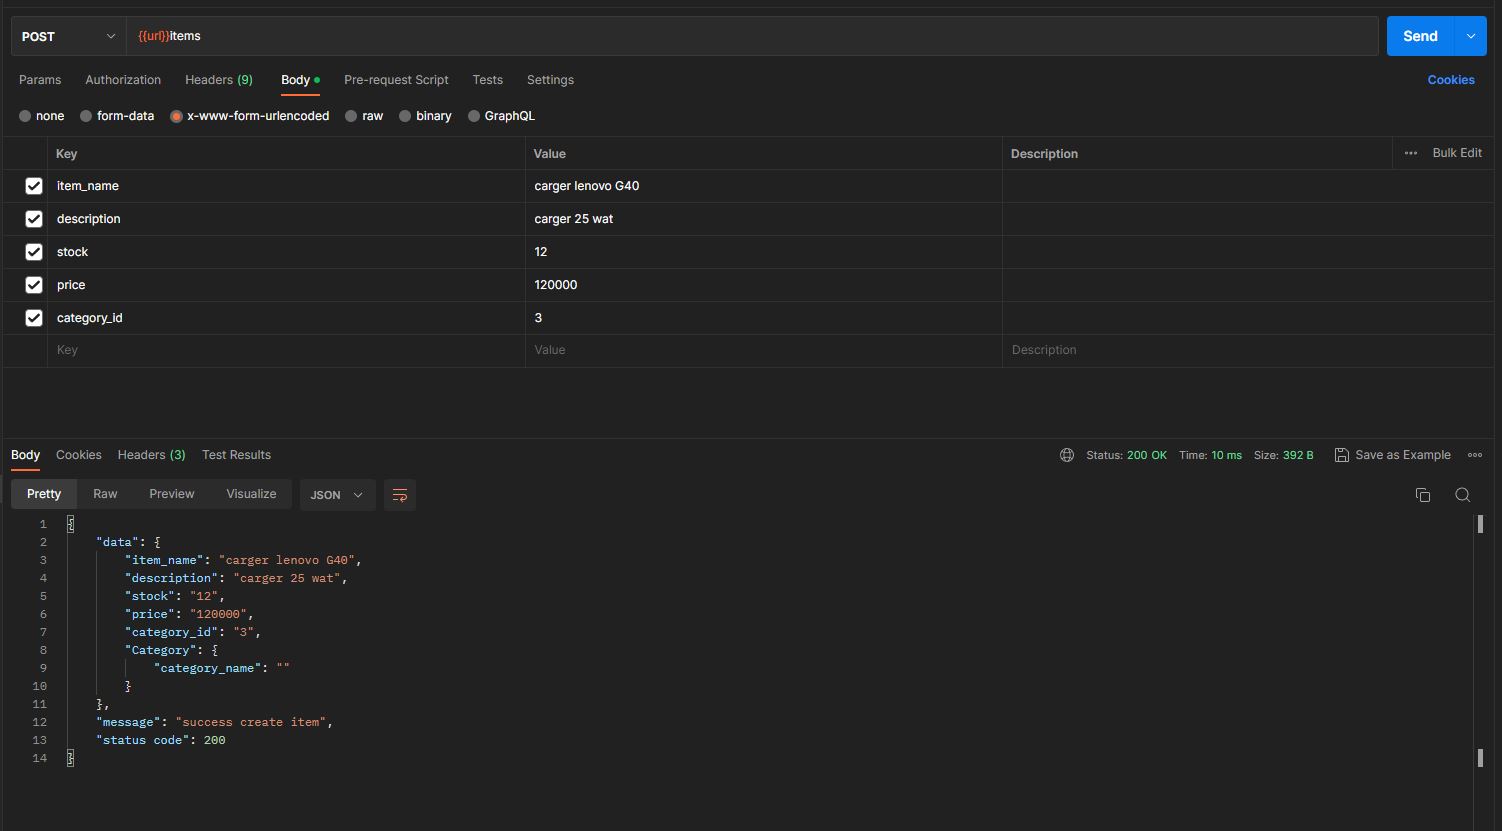 POST {{url}}items Send
Params Authorization Headers (9) Body Pre-request Script Tests Settings Cookies
none form-data x-www-form-urlencoded raw binary GraphQL
Key Value Description ••• Bulk Edit
item_name carger lenovo G40
description carger 25 wat
stock 12
price 120000
category_id 3
Key Value Description
Body Cookies Headers (3) Test Results Status: 200 OK Time: 10 ms Size: 392 B Save as Example
Pretty Raw Preview Visualize JSON
1 {
2 "data": {
3 "item_name": "carger lenovo G40",
4 "description": "carger 25 wat",
5 "stock": "12",
6 "price": "120000",
7 "category_id": "3",
8 "Category": {
9 "category_name": ""
10 }
11 },
12 "message": "success create item",
13 "status code": 200
14 }